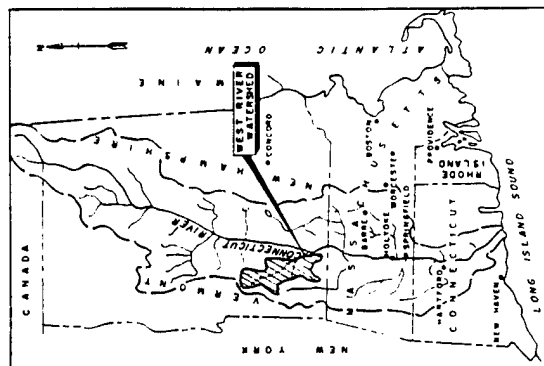 N
CANADA
MAINE
ATLANTIC OCEAN
NEW HAMPSHIRE
VERMONT
CONNECTICUT RIVER
WEST RIVER
WATERSHED
CONCORD
NEW YORK
MASSACHUSETTS
BOSTON
BARRE
WORCESTER
HOLYOKE
SPRINGFIELD
PROVIDENCE
RHODE
ISLAND
HARTFORD
CONNECTICUT
NEW HAVEN
LONG ISLAND SOUND